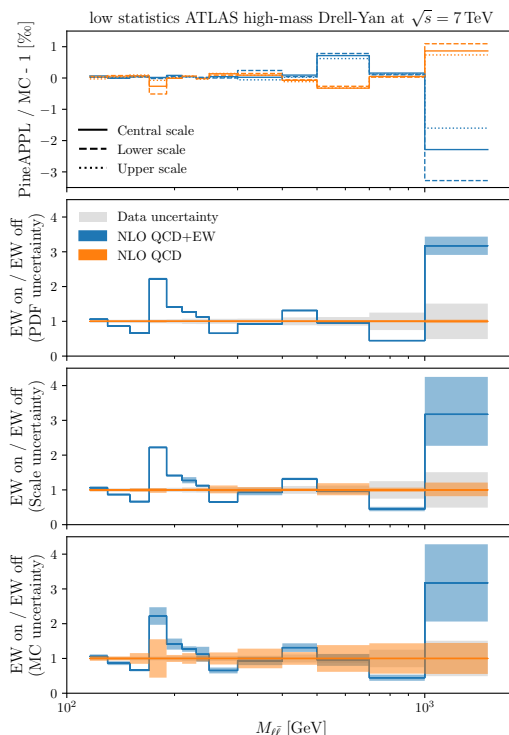 low statistics ATLAS high-mass Drell-Yan at √s = 7 TeV
PineAPPL / MC - 1 [‰]
1
0
−1
−2
−3
Central scale
Lower scale
Upper scale
EW on / EW off
(PDF uncertainty)
4
3
2
1
0
Data uncertainty
NLO QCD+EW
NLO QCD
EW on / EW off
(Scale uncertainty)
4
3
2
1
0
EW on / EW off
(MC uncertainty)
4
3
2
1
0
10²
10³
M_{ℓℓ̄} [GeV]